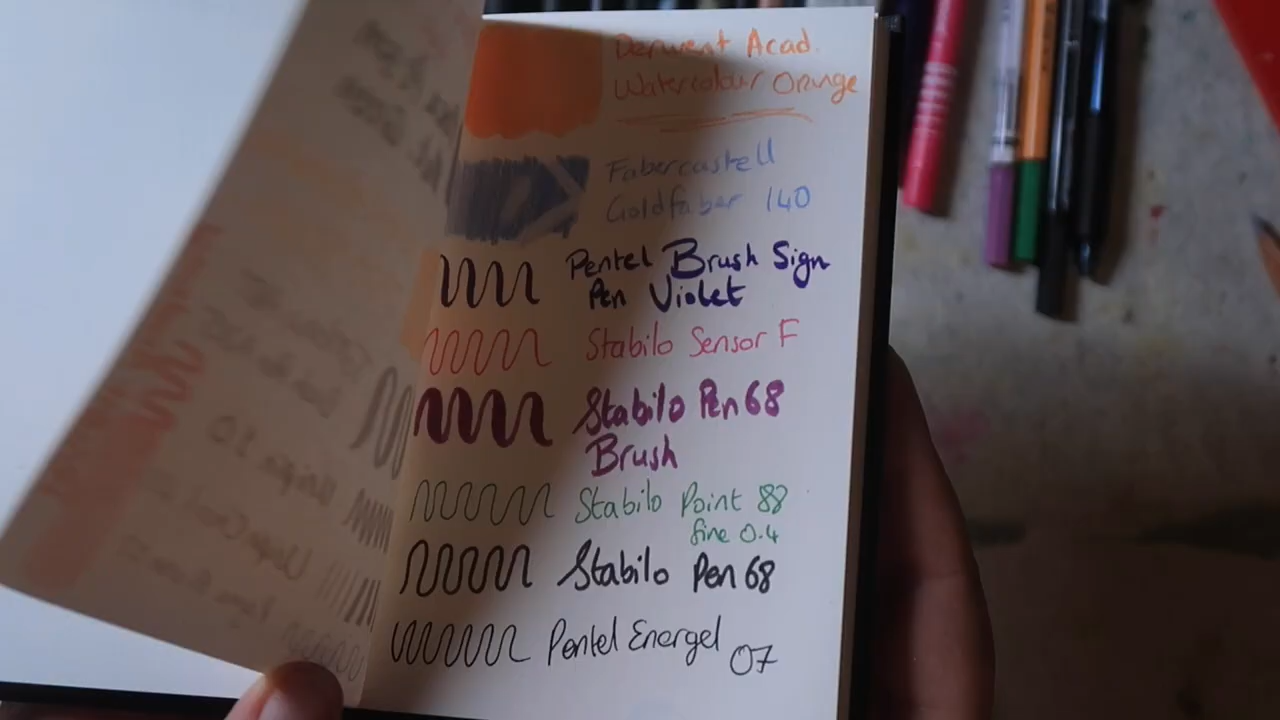 Derwent Acad.
Watercolour Orange
Fabercastell
Goldfaber 140
Pentel Brush Sign
Pen Violet
Stabilo Sensor F
Stabilo Pen 68
Brush
Stabilo Point 88
fine 0.4
Stabilo Pen 68
Pentel Energel 07